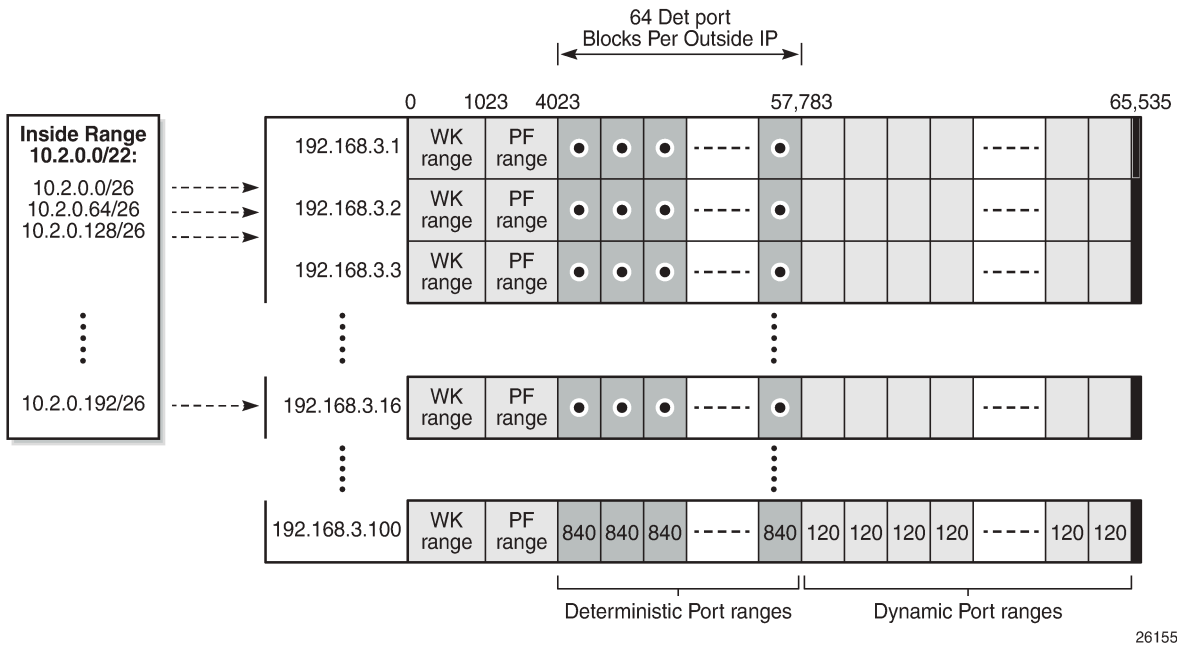 64 Det port
Blocks Per Outside IP
0 1023 4023 57,783 65,535
Inside Range
10.2.0.0/22:
10.2.0.0/26
10.2.0.64/26
10.2.0.128/26
10.2.0.192/26
192.168.3.1
WK
range
PF
range
192.168.3.2
WK
range
PF
range
192.168.3.3
WK
range
PF
range
192.168.3.16
WK
range
PF
range
192.168.3.100
WK
range
PF
range
840 840 840 840 120 120 120 120 120 120
Deterministic Port ranges
Dynamic Port ranges
26155